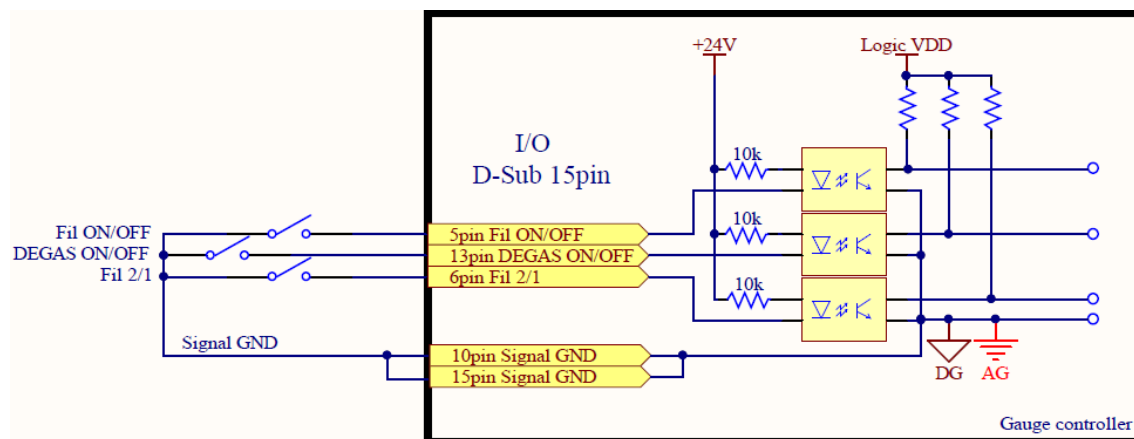 +24V
Logic VDD
I/O
D-Sub 15pin
10k
10k
10k
Fil ON/OFF
DEGAS ON/OFF
Fil 2/1
5pin Fil ON/OFF
13pin DEGAS ON/OFF
6pin Fil 2/1
Signal GND
10pin Signal GND
15pin Signal GND
DG
AG
Gauge controller